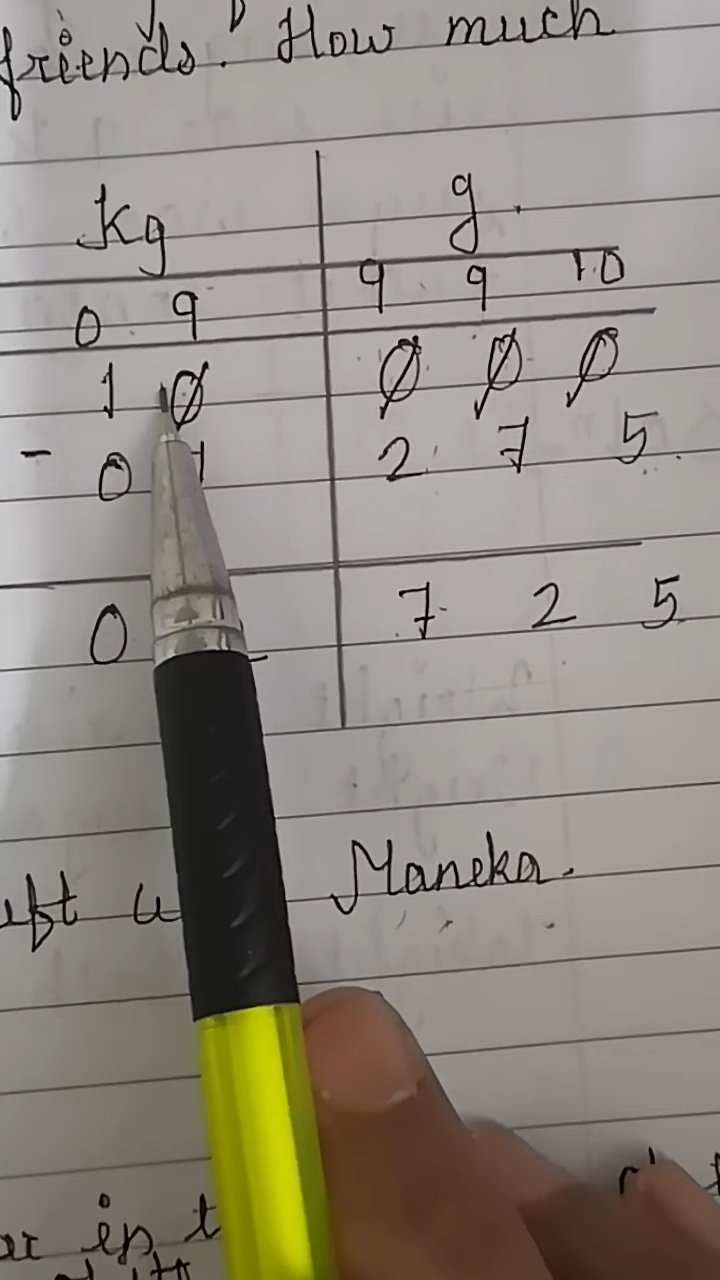 friends. How much
Kg g.
0 9 9 9 10
1 0 0 0 0
- 0 2 7 5
0 7 2 5
Maneka.
in